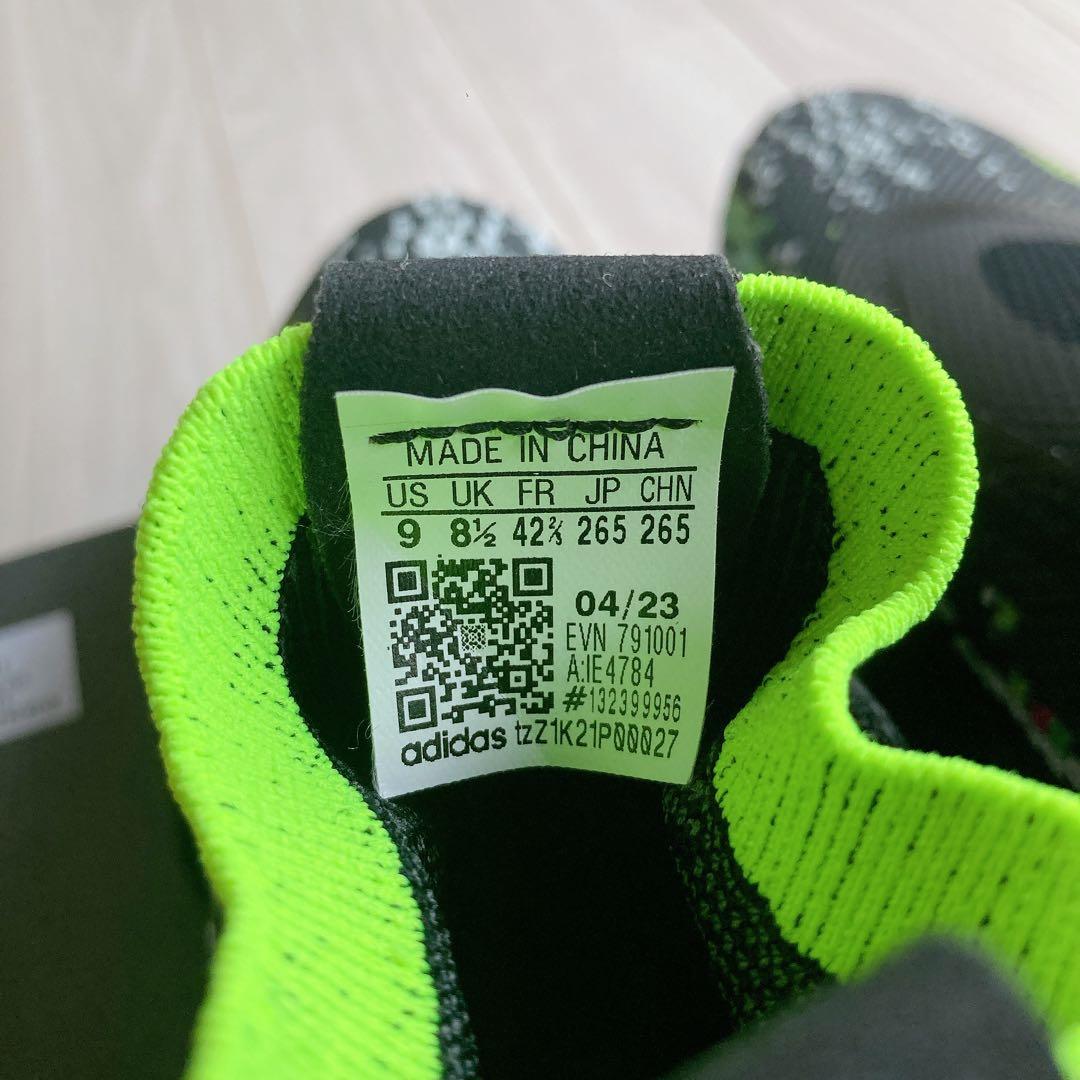 MADE IN CHINA
US UK FR JP CHN
9 8½ 42⅔ 265 265
04/23
EVN 791001
A:IE4784
#132399956
adidas tzZ1K21P00027